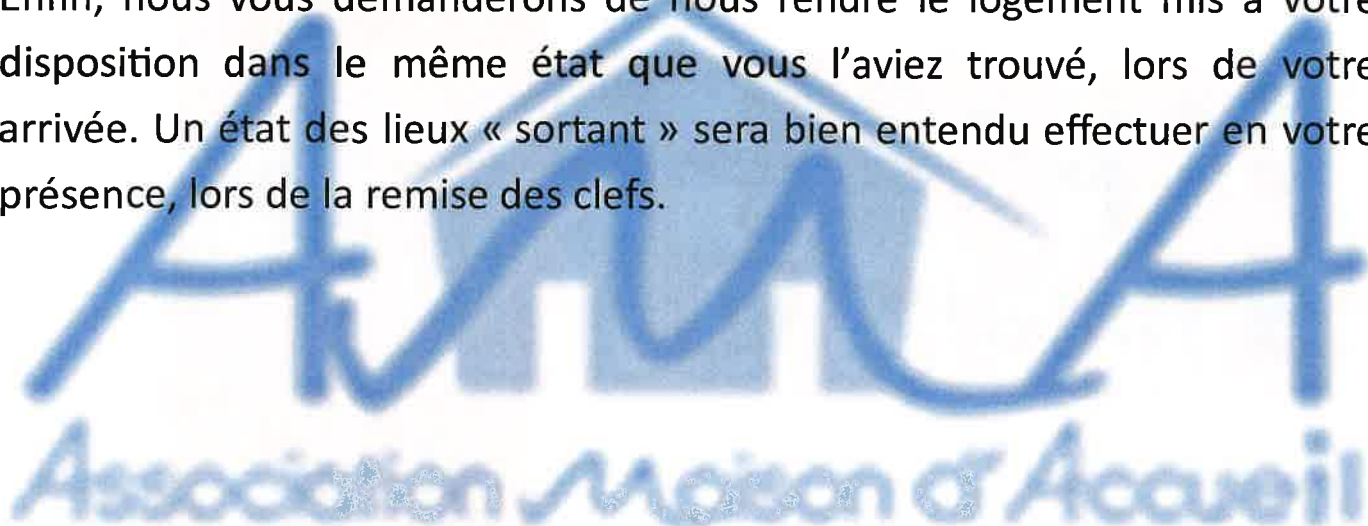 Enfin, nous vous demanderons de nous rendre le logement mis à votre
disposition dans le même état que vous l'aviez trouvé, lors de votre
arrivée. Un état des lieux « sortant » sera bien entendu effectuer en votre
présence, lors de la remise des clefs.
AMA
Association Maison d'Accueil